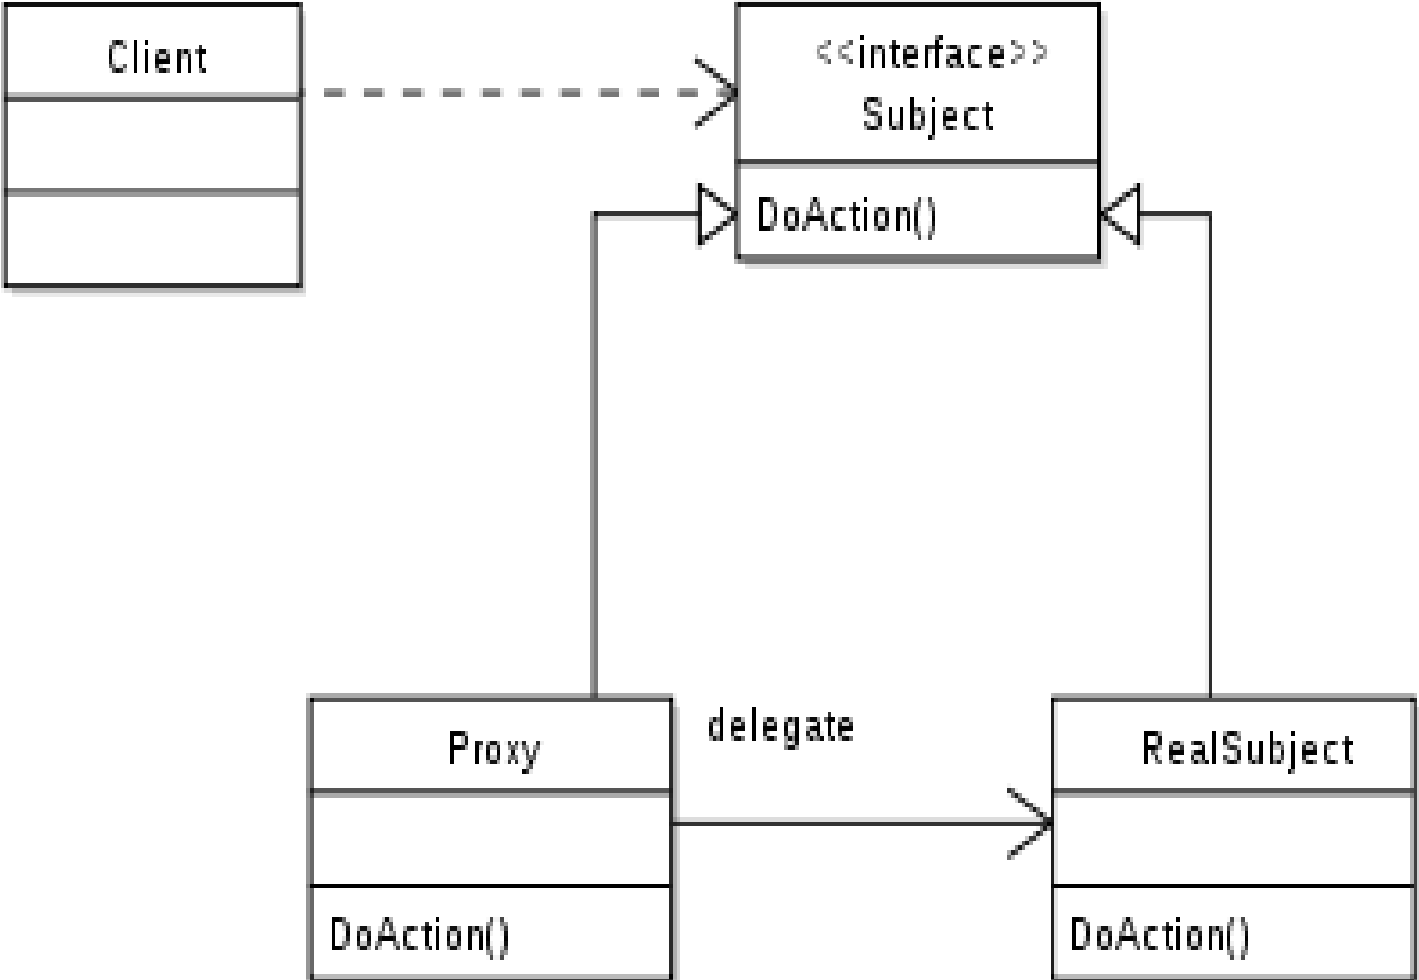 Client
<<interface>>
Subject
DoAction()
delegate
Proxy
RealSubject
DoAction()
DoAction()